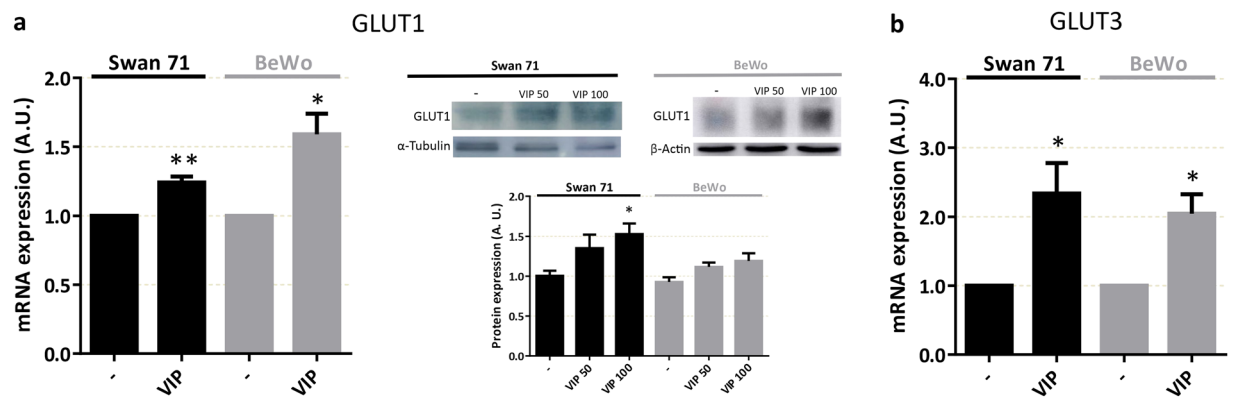 a
GLUT1
Swan 71 BeWo
mRNA expression (A.U.)
2.0
1.5
1.0
0.5
0.0
** *
- VIP - VIP
Swan 71
- VIP 50 VIP 100
GLUT1
α-Tubulin
BeWo
- VIP 50 VIP 100
GLUT1
β-Actin
Swan 71 BeWo
Protein expression (A. U.)
2.0
1.5
1.0
0.5
0.0
*
- VIP 50 VIP 100 - VIP 50 VIP 100
b
GLUT3
Swan 71 BeWo
mRNA expression (A.U.)
4.0
3.0
2.0
1.0
0.0
* *
- VIP - VIP